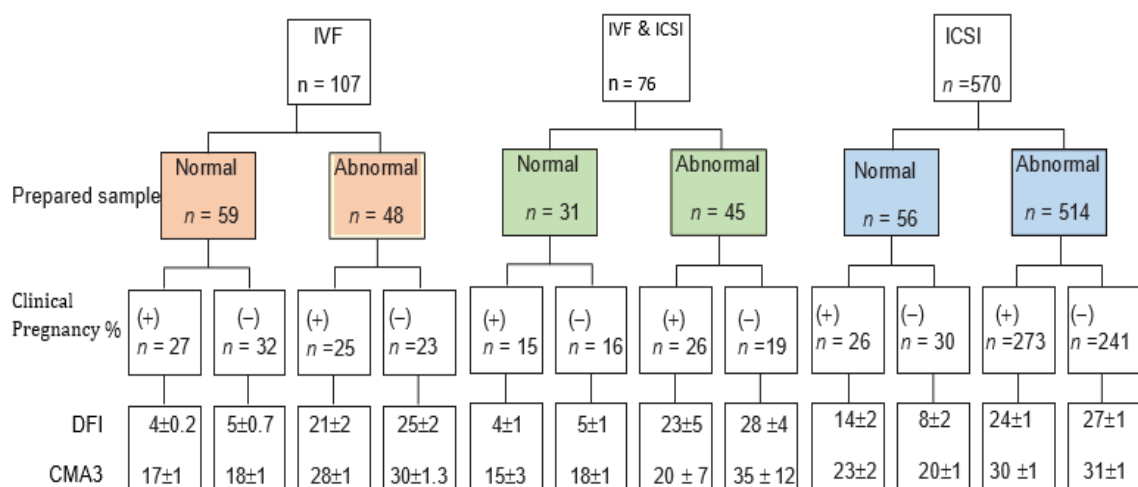 IVF
n = 107
IVF & ICSI
n = 76
ICSI
n =570
Prepared sample
Normal
n = 59
Abnormal
n = 48
Normal
n = 31
Abnormal
n = 45
Normal
n = 56
Abnormal
n = 514
Clinical
Pregnancy %
(+)
n = 27
(–)
n = 32
(+)
n =25
(–)
n =23
(+)
n = 15
(–)
n = 16
(+)
n = 26
(–)
n =19
(+)
n = 26
(–)
n = 30
(+)
n =273
(–)
n =241
DFI 4±0.2 5±0.7 21±2 25±2 4±1 5±1 23±5 28 ±4 14±2 8±2 24±1 27±1
CMA3 17±1 18±1 28±1 30±1.3 15±3 18±1 20 ± 7 35 ± 12 23±2 20±1 30 ±1 31±1